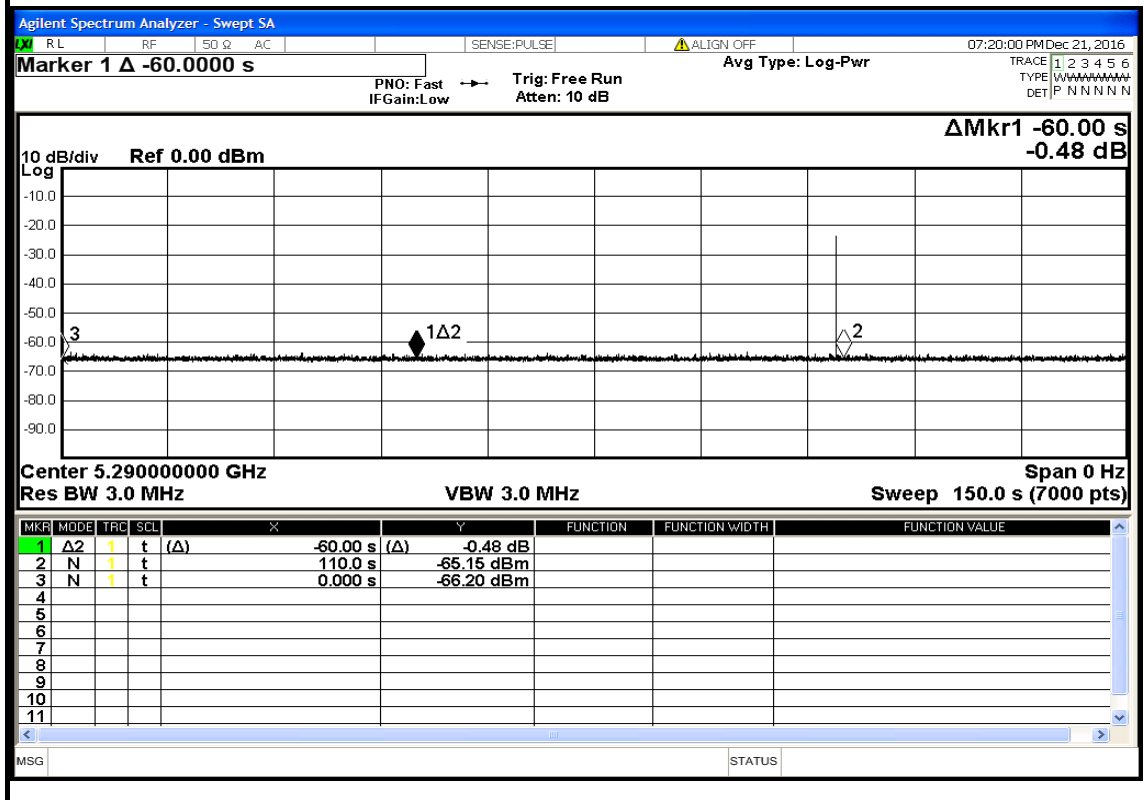 Agilent Spectrum Analyzer - Swept SA
LXI RL RF 50 Ω AC SENSE:PULSE ALIGN OFF 07:20:00 PM Dec 21, 2016
Marker 1 Δ -60.0000 s
PNO: Fast
IFGain:Low
Trig: Free Run
Atten: 10 dB
Avg Type: Log-Pwr
TRACE 1 2 3 4 5 6
TYPE WWWWWW
DET P N N N N N
ΔMkr1 -60.00 s
-0.48 dB
10 dB/div Ref 0.00 dBm
Log
-10.0
-20.0
-30.0
-40.0
-50.0
-60.0
-70.0
-80.0
-90.0
3
1Δ2
2
Center 5.290000000 GHz Span 0 Hz
Res BW 3.0 MHz VBW 3.0 MHz Sweep 150.0 s (7000 pts)
MKR MODE TRC SCL X Y FUNCTION FUNCTION WIDTH FUNCTION VALUE
1 Δ2 1 t (Δ) -60.00 s (Δ) -0.48 dB
2 N 1 t 110.0 s -65.15 dBm
3 N 1 t 0.000 s -66.20 dBm
4
5
6
7
8
9
10
11
MSG STATUS